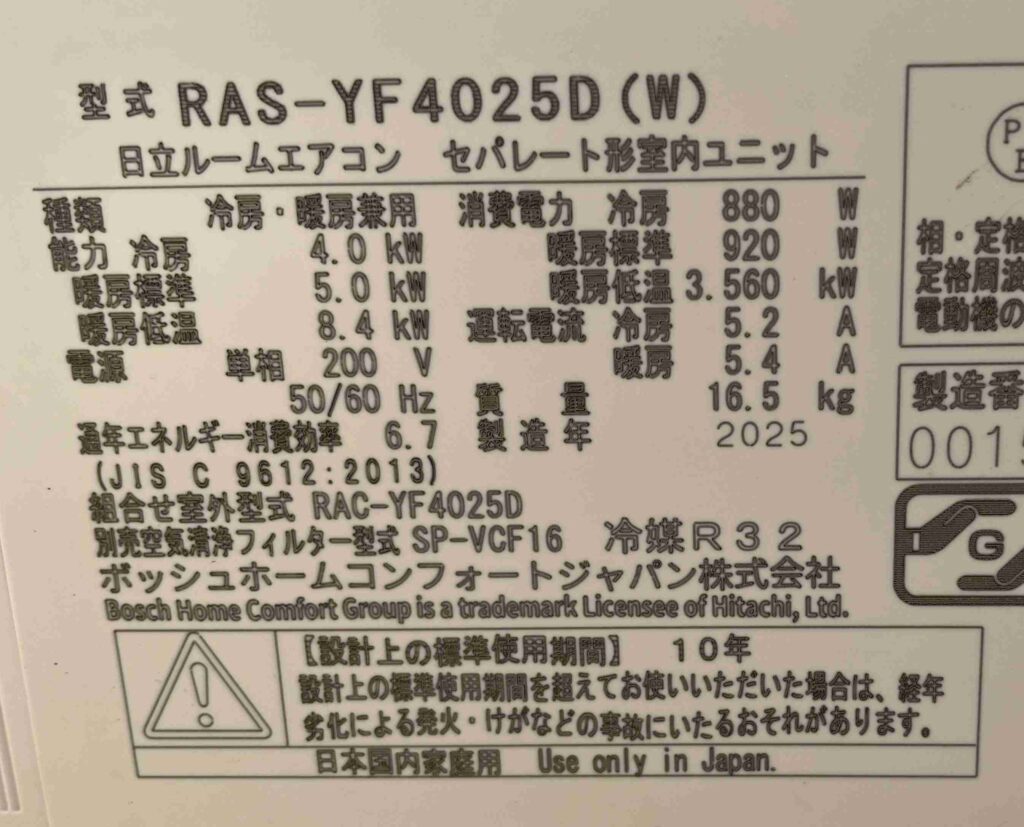 型式 RAS-YF4025D(W)
日立ルームエアコン セパレート形室内ユニット
種類 冷房・暖房兼用 消費電力 冷房 880 W
能力 冷房 4.0 kW 暖房標準 920 W
暖房標準 5.0 kW 暖房低温 3.560 kW
暖房低温 8.4 kW 運転電流 冷房 5.2 A
電源 単相 200 V 暖房 5.4 A
50/60 Hz 質量 16.5 kg
通年エネルギー消費効率 6.7 製造年 2025
(JIS C 9612:2013)
組合せ室外型式 RAC-YF4025D
別売空気清浄フィルター型式 SP-VCF16 冷媒R32
ボッシュホームコンフォートジャパン株式会社
Bosch Home Comfort Group is a trademark Licensee of Hitachi, Ltd.
【設計上の標準使用期間】 10年
設計上の標準使用期間を超えてお使いいただいた場合は、経年
劣化による発火・けがなどの事故にいたるおそれがあります。
日本国内家庭用 Use only in Japan.
P
相・定格
定格周波
電動機の
製造番
0015
G